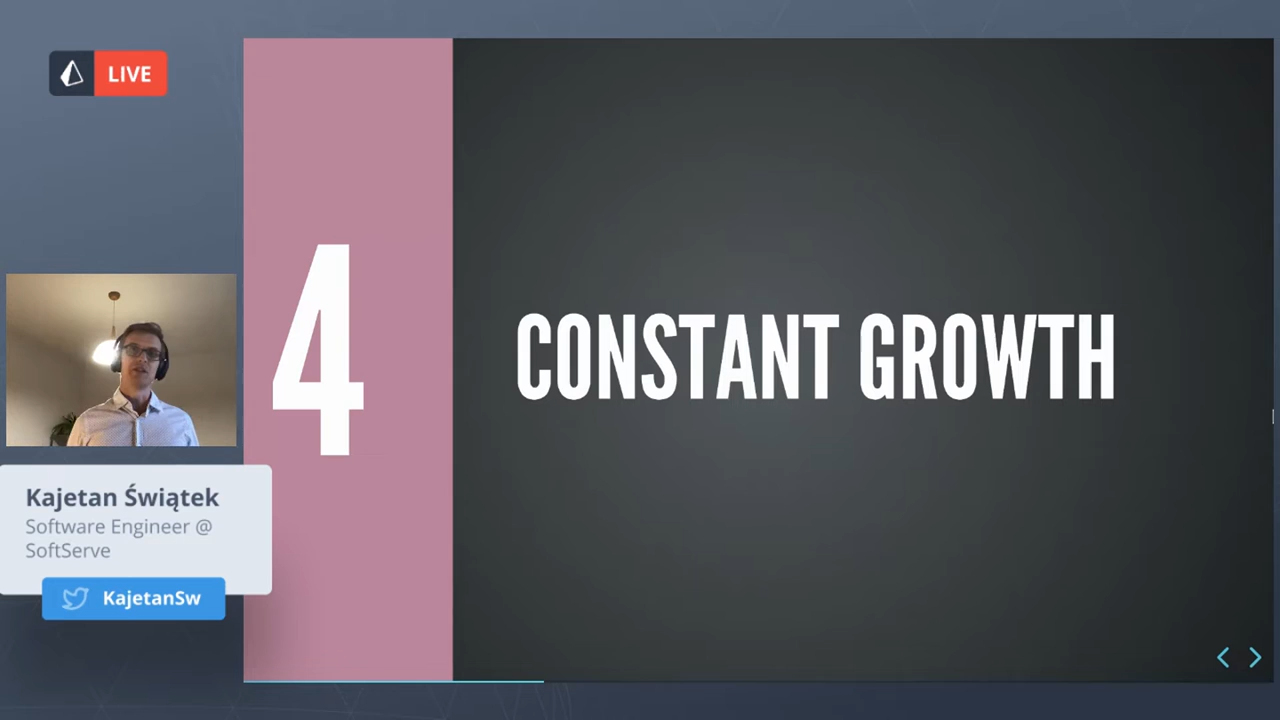 LIVE
4
CONSTANT GROWTH
Kajetan Świątek
Software Engineer @
SoftServe
KajetanSw